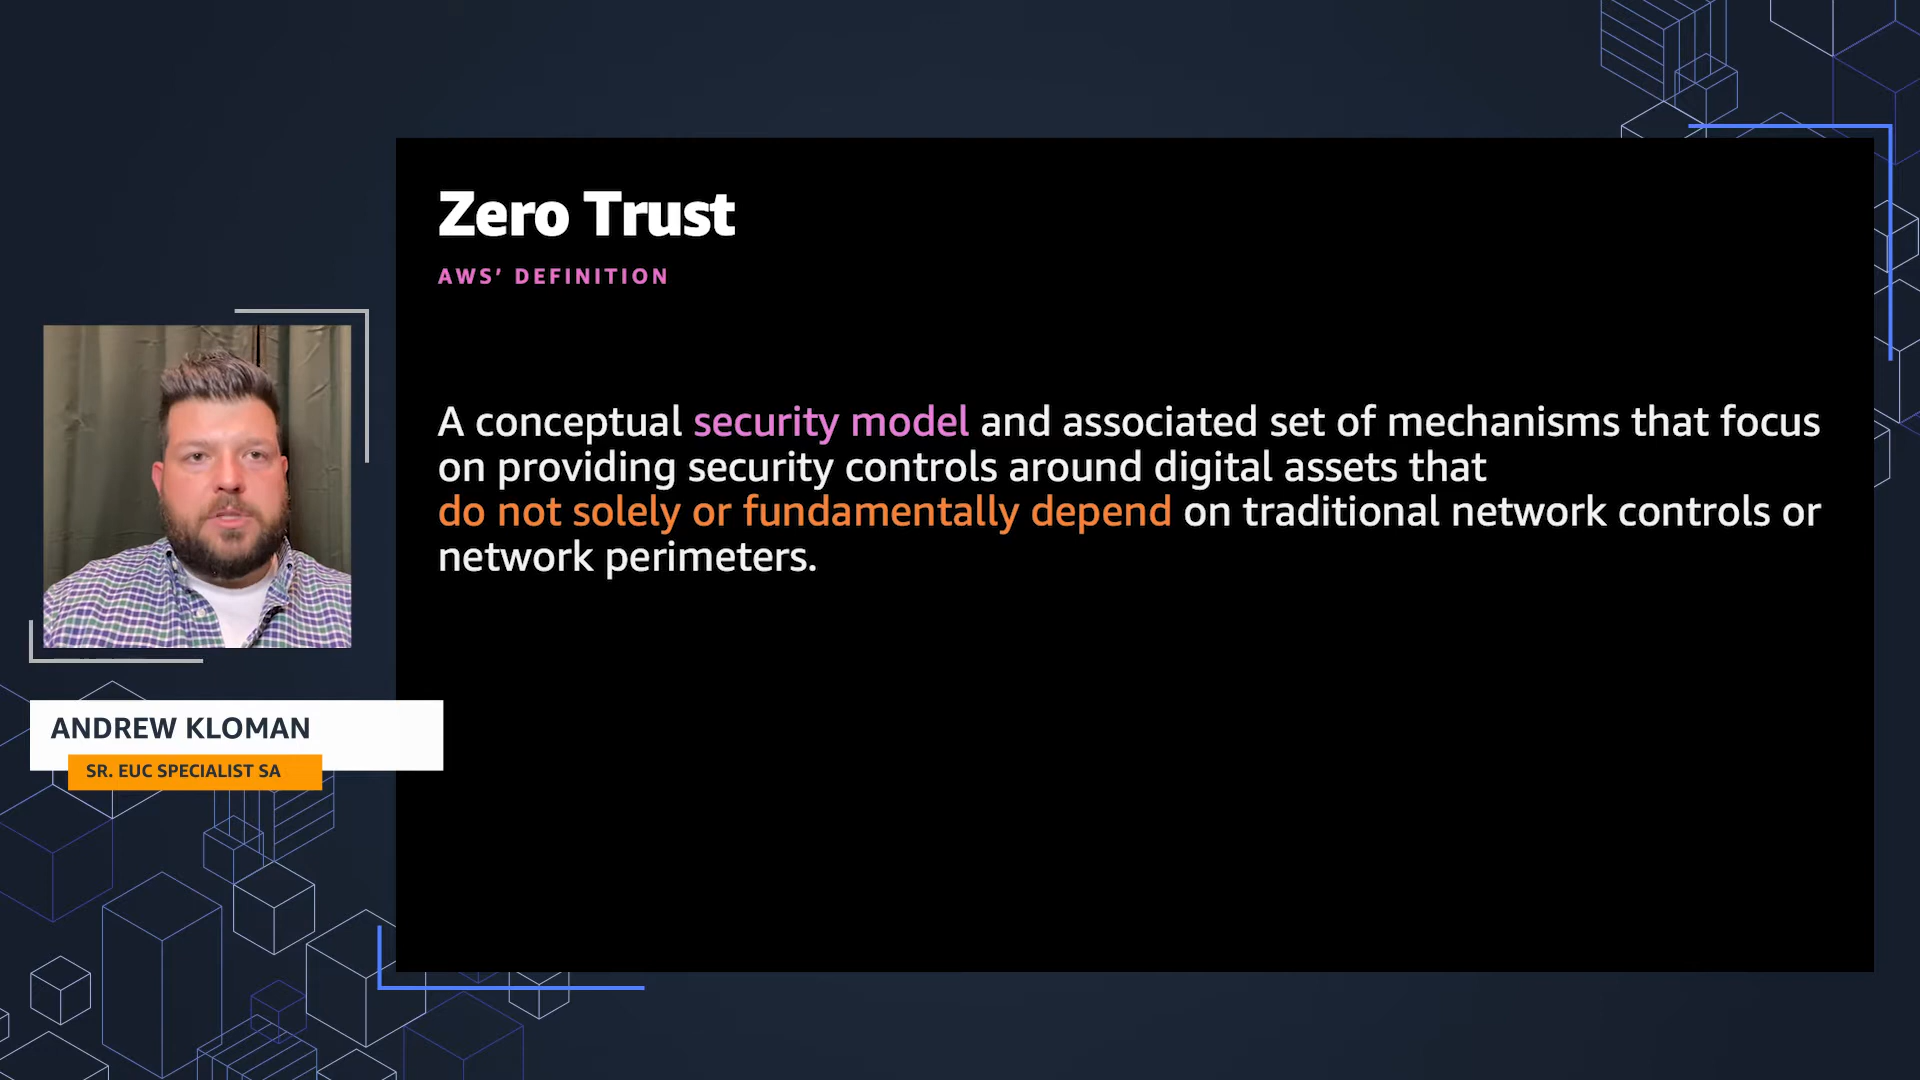 Zero Trust
AWS’ DEFINITION
A conceptual security model and associated set of mechanisms that focus
on providing security controls around digital assets that
do not solely or fundamentally depend on traditional network controls or
network perimeters.
ANDREW KLOMAN
SR. EUC SPECIALIST SA